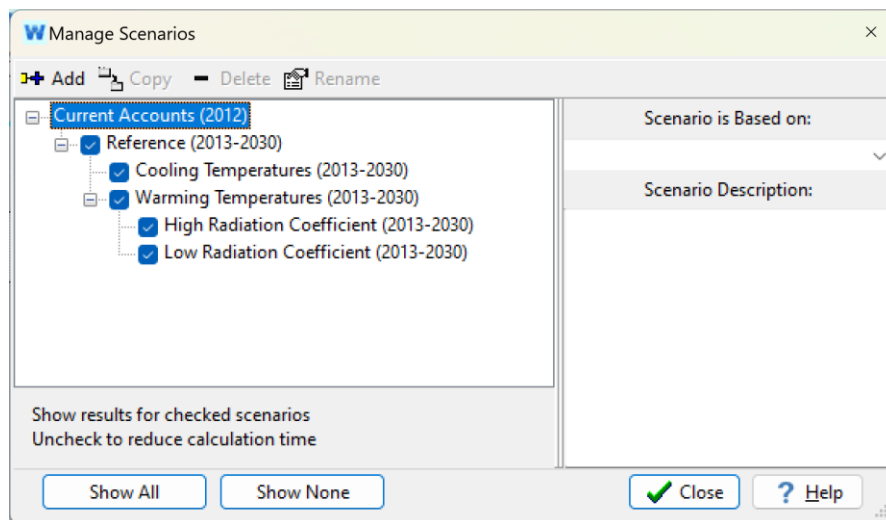 W Manage Scenarios
Add Copy Delete Rename
Current Accounts (2012)
Reference (2013-2030)
Cooling Temperatures (2013-2030)
Warming Temperatures (2013-2030)
High Radiation Coefficient (2013-2030)
Low Radiation Coefficient (2013-2030)
Show results for checked scenarios
Uncheck to reduce calculation time
Scenario is Based on:
Scenario Description:
Show All Show None Close ? Help